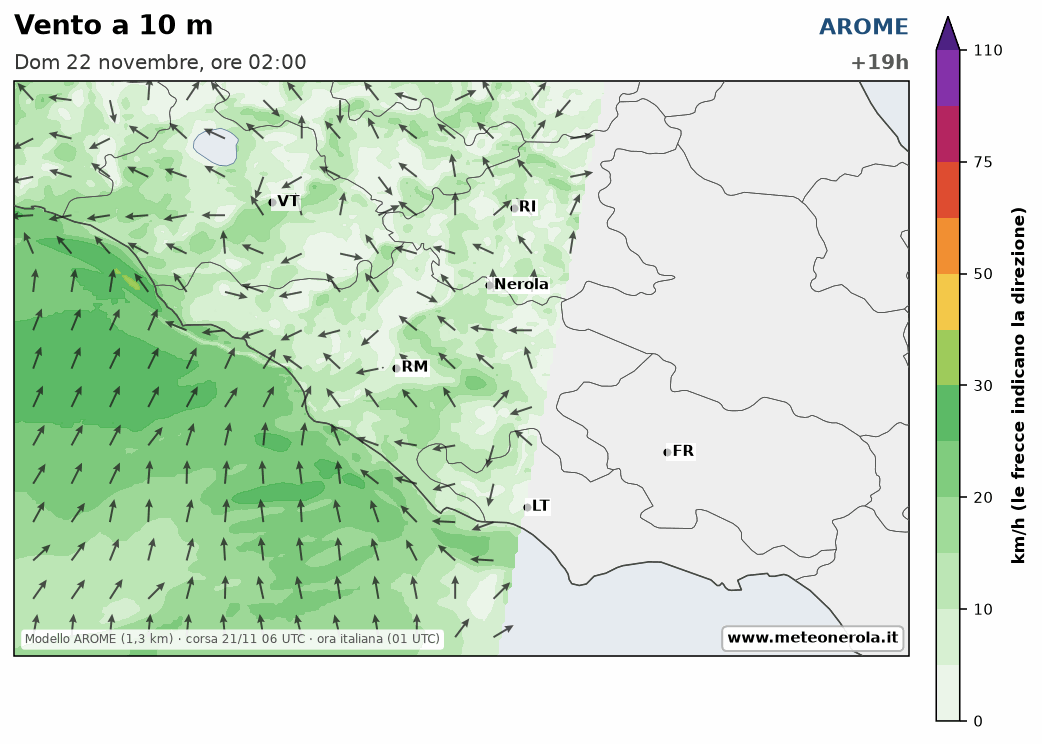 Vento a 10 m
AROME
Dom 22 novembre, ore 02:00
+19h
110
75
50
30
20
10
0
km/h (le frecce indicano la direzione)
VT
RI
Nerola
RM
FR
LT
Modello AROME (1,3 km) · corsa 21/11 06 UTC · ora italiana (01 UTC)
www.meteonerola.it